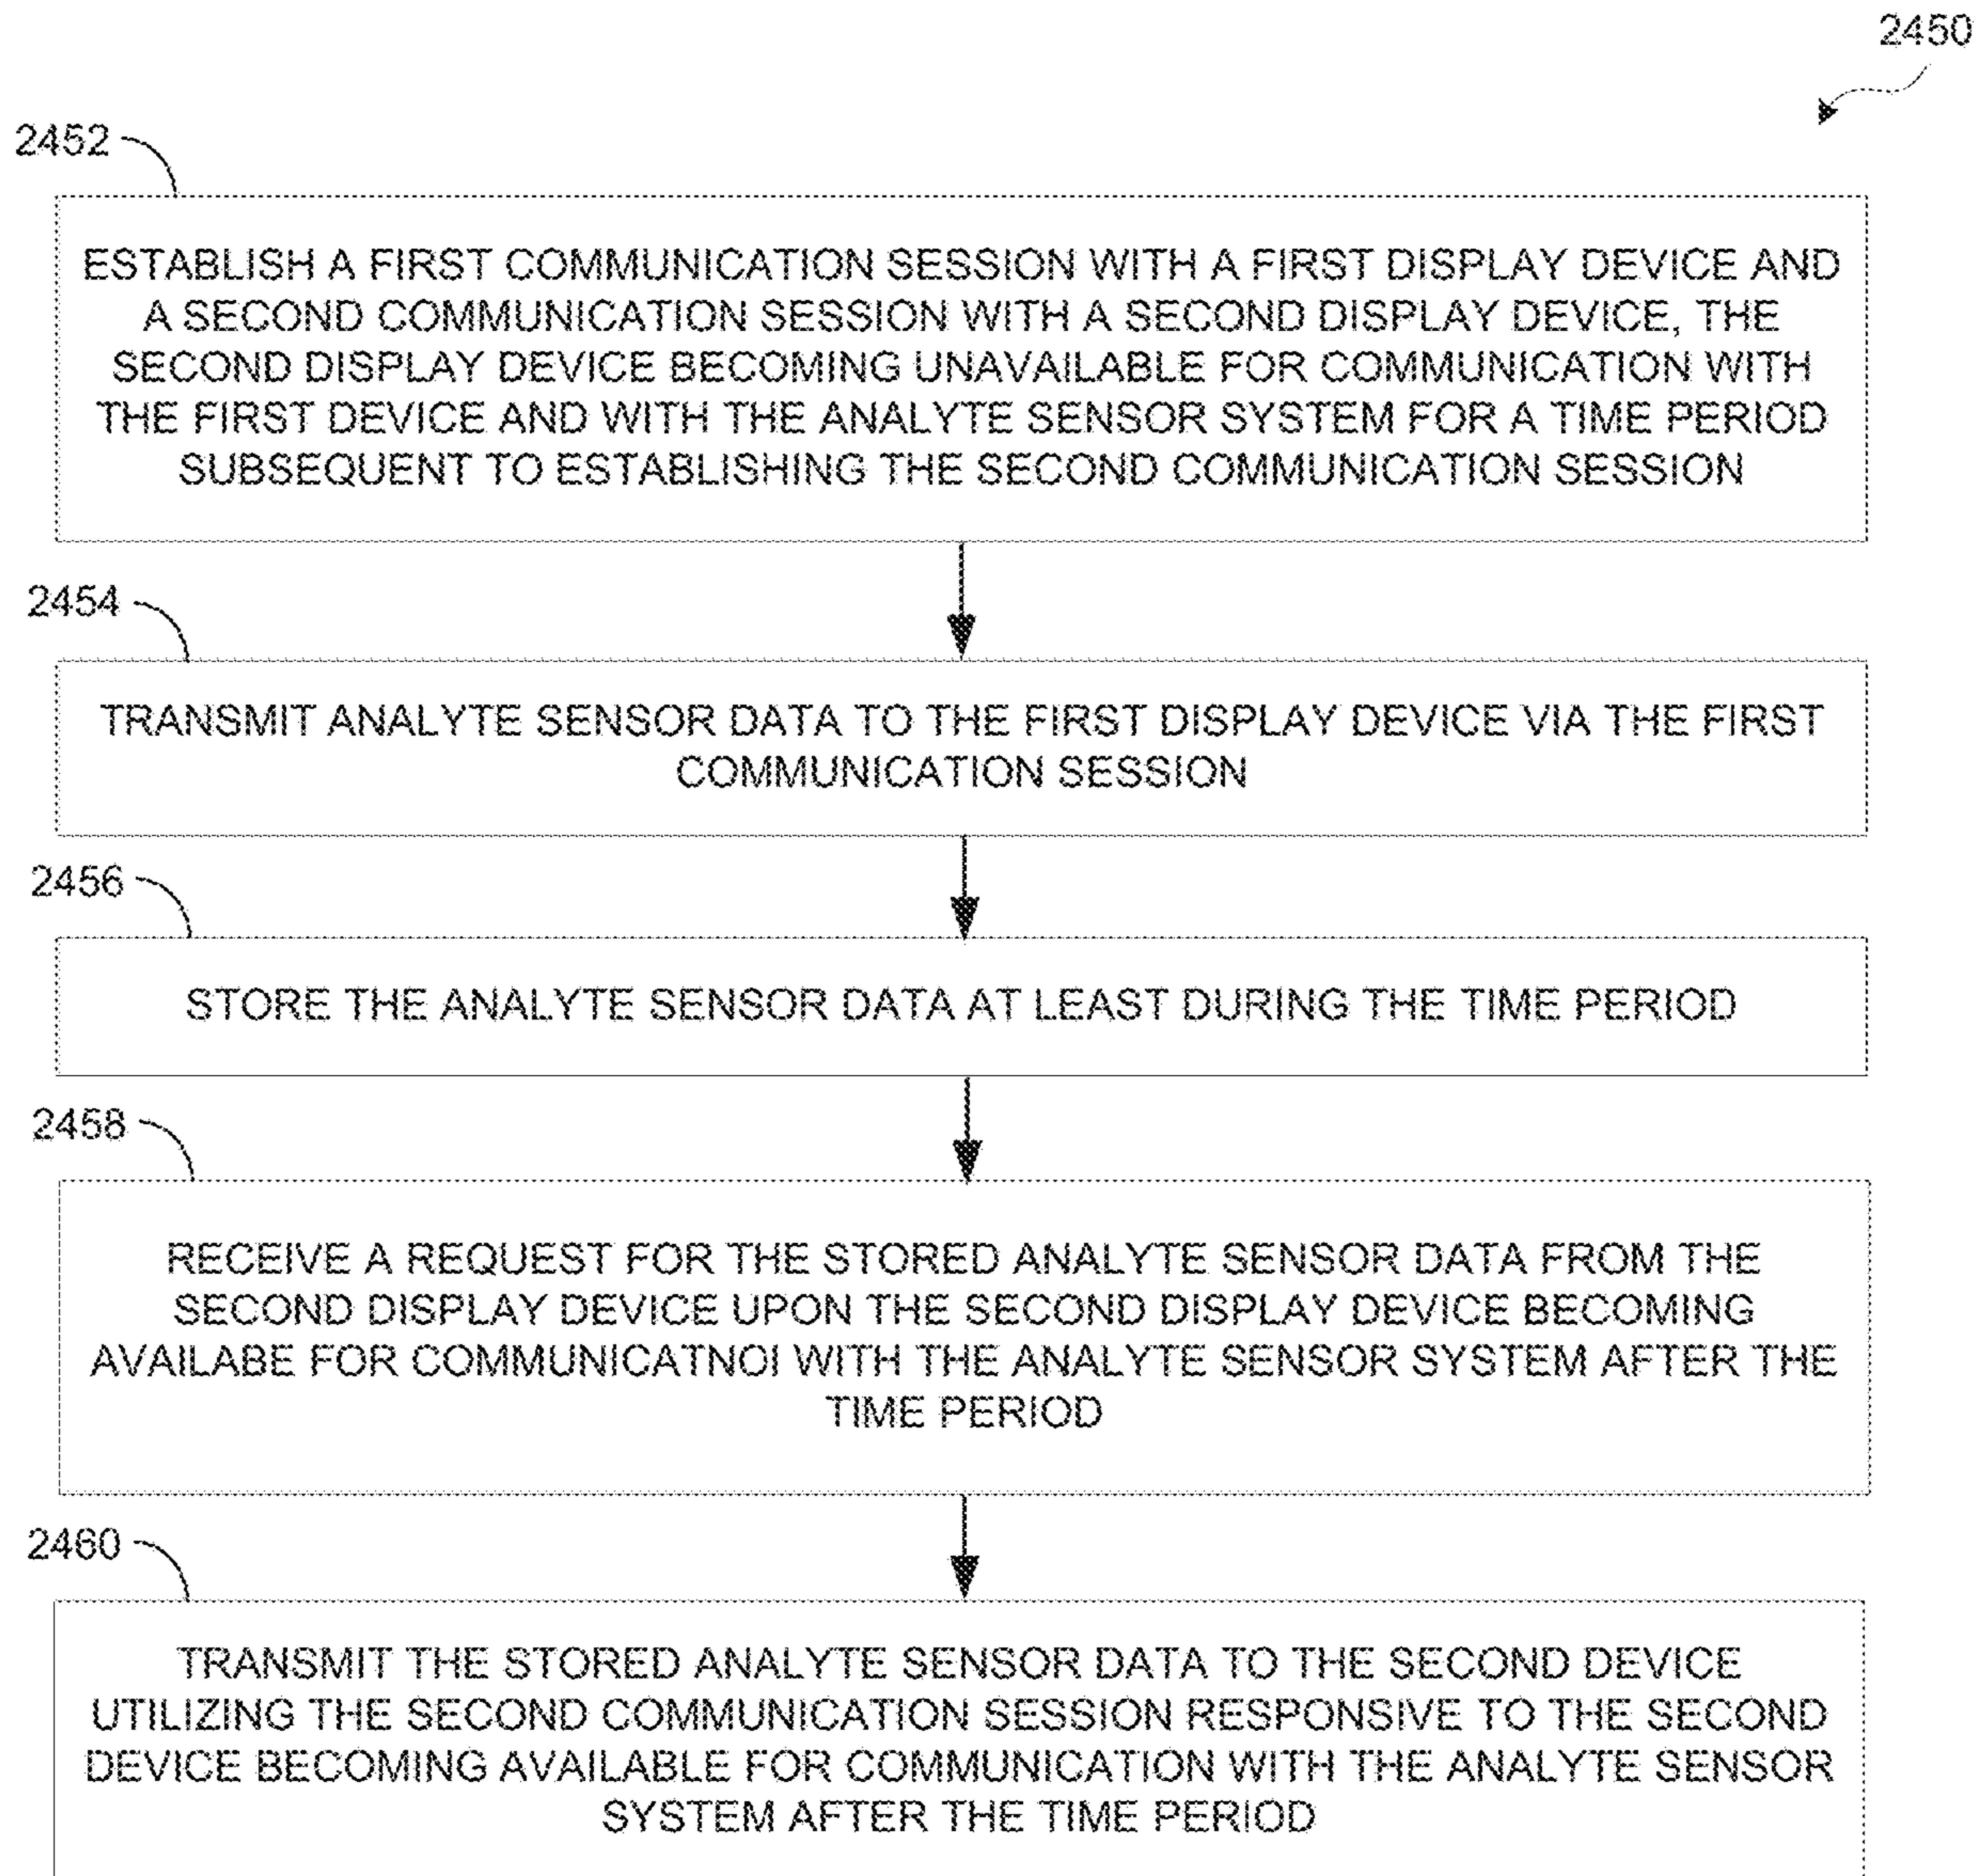 2450
2452
ESTABLISH A FIRST COMMUNICATION SESSION WITH A FIRST DISPLAY DEVICE AND
A SECOND COMMUNICATION SESSION WITH A SECOND DISPLAY DEVICE, THE
SECOND DISPLAY DEVICE BECOMING UNAVAILABLE FOR COMMUNICATION WITH
THE FIRST DEVICE AND WITH THE ANALYTE SENSOR SYSTEM FOR A TIME PERIOD
SUBSEQUENT TO ESTABLISHING THE SECOND COMMUNICATION SESSION
2454
TRANSMIT ANALYTE SENSOR DATA TO THE FIRST DISPLAY DEVICE VIA THE FIRST
COMMUNICATION SESSION
2456
STORE THE ANALYTE SENSOR DATA AT LEAST DURING THE TIME PERIOD
2458
RECEIVE A REQUEST FOR THE STORED ANALYTE SENSOR DATA FROM THE
SECOND DISPLAY DEVICE UPON THE SECOND DISPLAY DEVICE BECOMING
AVAILABE FOR COMMUNICATNOI WITH THE ANALYTE SENSOR SYSTEM AFTER THE
TIME PERIOD
2460
TRANSMIT THE STORED ANALYTE SENSOR DATA TO THE SECOND DEVICE
UTILIZING THE SECOND COMMUNICATION SESSION RESPONSIVE TO THE SECOND
DEVICE BECOMING AVAILABLE FOR COMMUNICATION WITH THE ANALYTE SENSOR
SYSTEM AFTER THE TIME PERIOD